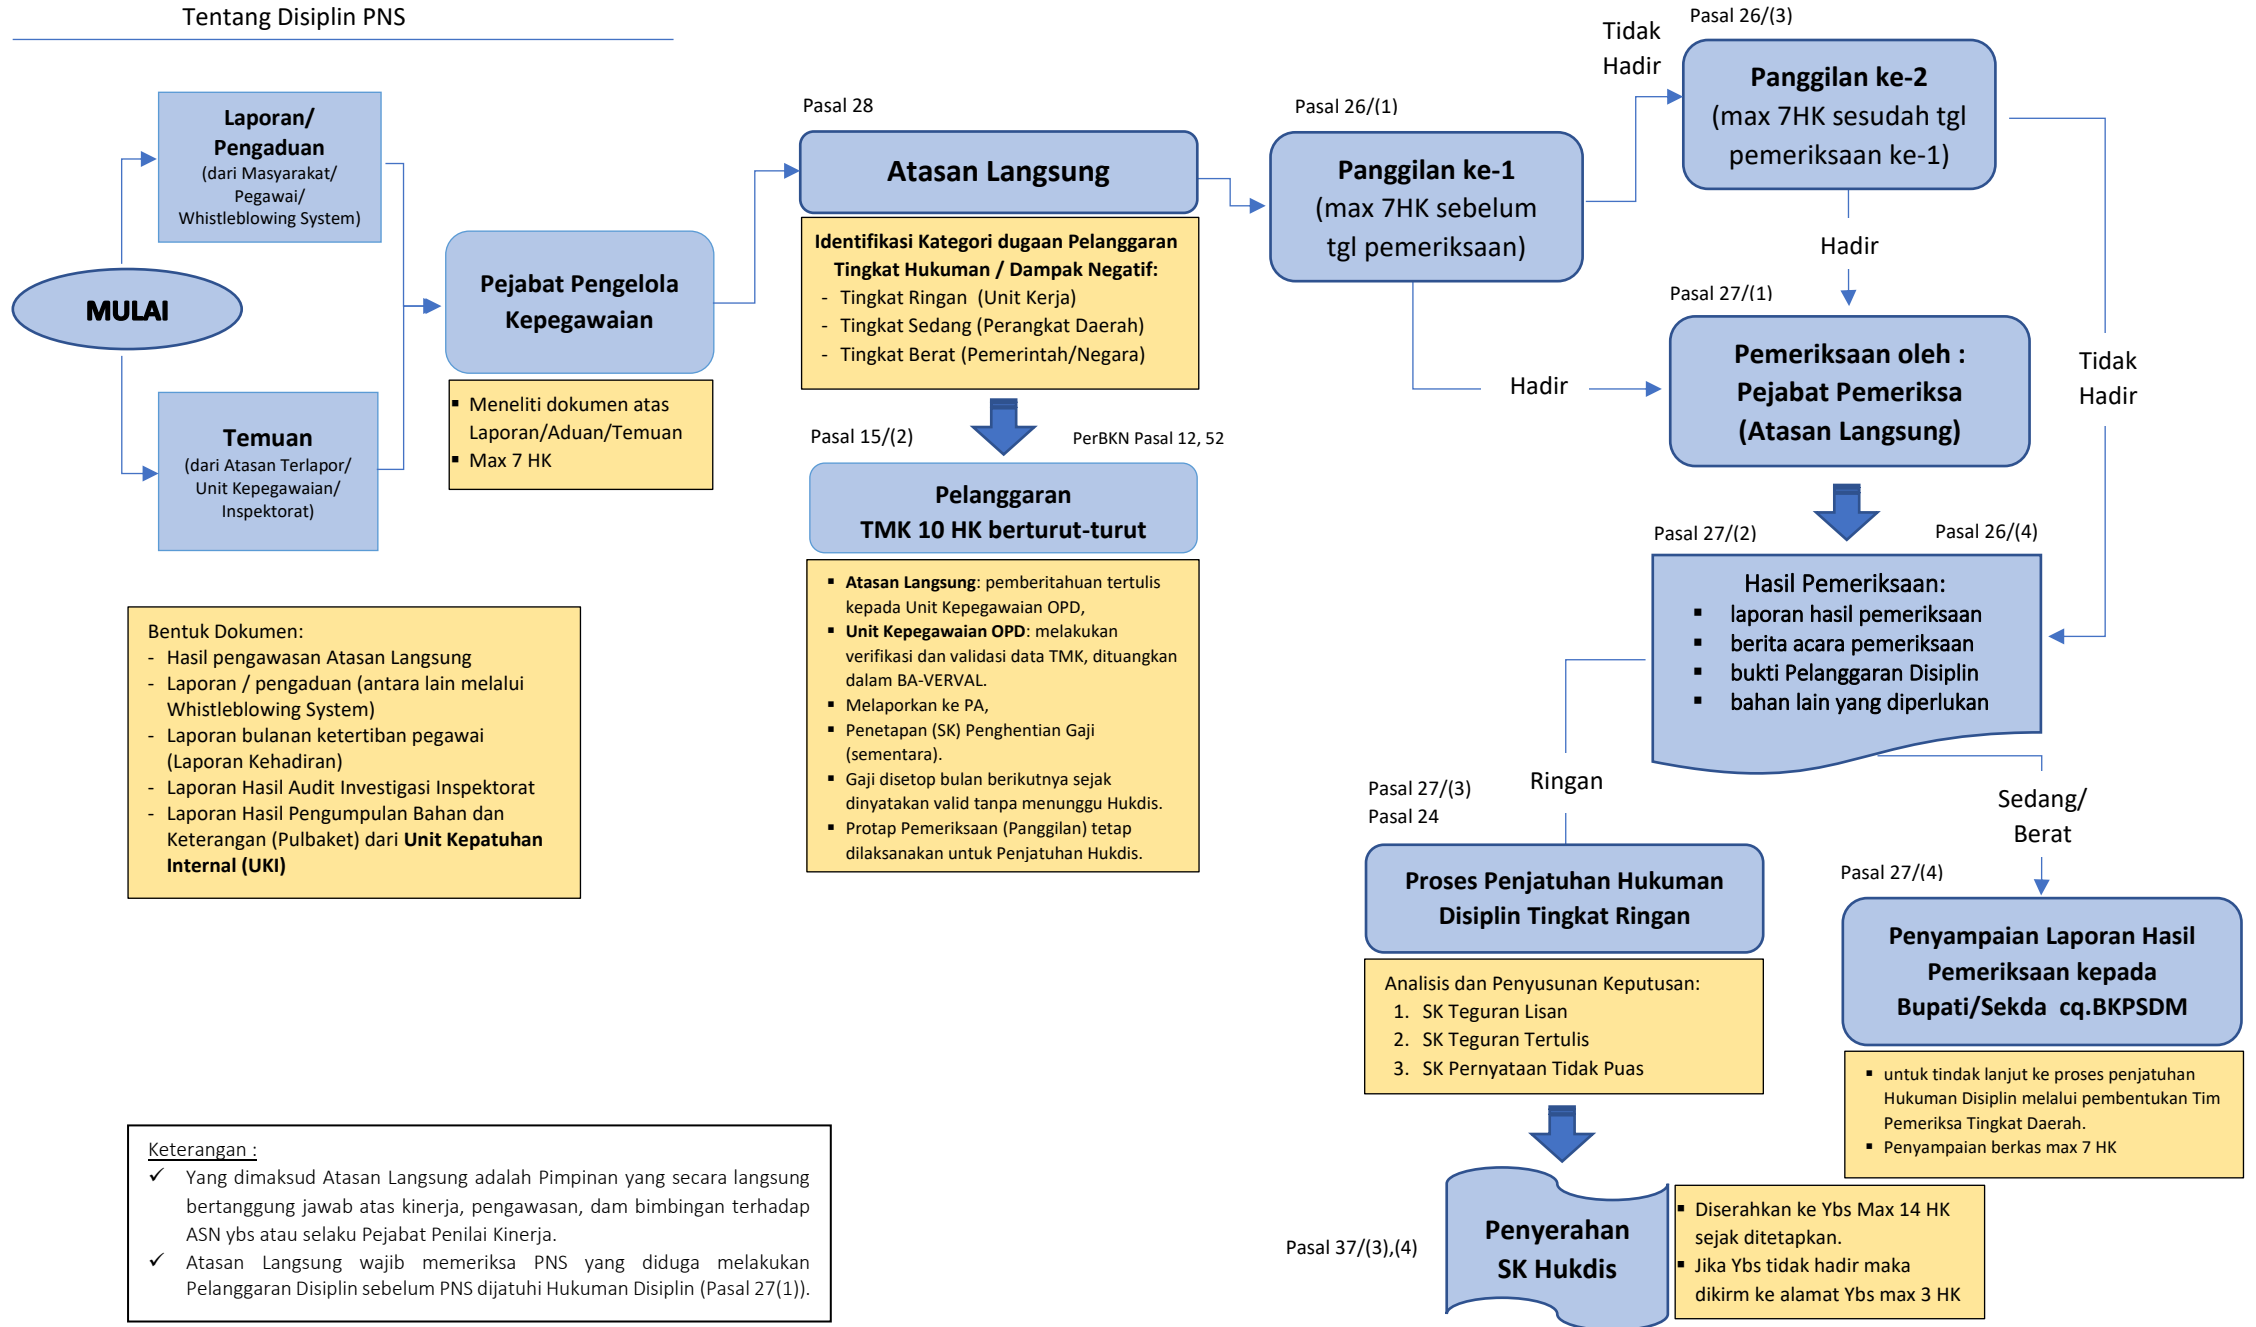 Tentang Disiplin PNS
MULAI
Laporan/
Pengaduan
(dari Masyarakat/
Pegawai/
Whistleblowing System)
Temuan
(dari Atasan Terlapor/
Unit Kepegawaian/
Inspektorat)
Pejabat Pengelola
Kepegawaian
▪ Meneliti dokumen atas
Laporan/Aduan/Temuan
▪ Max 7 HK
Bentuk Dokumen:
- Hasil pengawasan Atasan Langsung
- Laporan / pengaduan (antara lain melalui
Whistleblowing System)
- Laporan bulanan ketertiban pegawai
(Laporan Kehadiran)
- Laporan Hasil Audit Investigasi Inspektorat
- Laporan Hasil Pengumpulan Bahan dan
Keterangan (Pulbaket) dari Unit Kepatuhan
Internal (UKI)
Pasal 28
Atasan Langsung
Identifikasi Kategori dugaan Pelanggaran
Tingkat Hukuman / Dampak Negatif:
- Tingkat Ringan (Unit Kerja)
- Tingkat Sedang (Perangkat Daerah)
- Tingkat Berat (Pemerintah/Negara)
Pasal 15/(2)
PerBKN Pasal 12, 52
Pelanggaran
TMK 10 HK berturut-turut
▪ Atasan Langsung: pemberitahuan tertulis
kepada Unit Kepegawaian OPD,
▪ Unit Kepegawaian OPD: melakukan
verifikasi dan validasi data TMK, dituangkan
dalam BA-VERVAL.
▪ Melaporkan ke PA,
▪ Penetapan (SK) Penghentian Gaji
(sementara).
▪ Gaji disetop bulan berikutnya sejak
dinyatakan valid tanpa menunggu Hukdis.
▪ Protap Pemeriksaan (Panggilan) tetap
dilaksanakan untuk Penjatuhan Hukdis.
Pasal 26/(1)
Panggilan ke-1
(max 7HK sebelum
tgl pemeriksaan)
Tidak
Hadir
Pasal 26/(3)
Panggilan ke-2
(max 7HK sesudah tgl
pemeriksaan ke-1)
Hadir
Hadir
Tidak
Hadir
Pasal 27/(1)
Pemeriksaan oleh :
Pejabat Pemeriksa
(Atasan Langsung)
Pasal 27/(2)
Pasal 26/(4)
Hasil Pemeriksaan:
▪ laporan hasil pemeriksaan
▪ berita acara pemeriksaan
▪ bukti Pelanggaran Disiplin
▪ bahan lain yang diperlukan
Ringan
Sedang/
Berat
Pasal 27/(3)
Pasal 24
Proses Penjatuhan Hukuman
Disiplin Tingkat Ringan
Analisis dan Penyusunan Keputusan:
1. SK Teguran Lisan
2. SK Teguran Tertulis
3. SK Pernyataan Tidak Puas
Pasal 27/(4)
Penyampaian Laporan Hasil
Pemeriksaan kepada
Bupati/Sekda cq.BKPSDM
▪ untuk tindak lanjut ke proses penjatuhan
Hukuman Disiplin melalui pembentukan Tim
Pemeriksa Tingkat Daerah.
▪ Penyampaian berkas max 7 HK
Pasal 37/(3),(4)
Penyerahan
SK Hukdis
▪ Diserahkan ke Ybs Max 14 HK
sejak ditetapkan.
▪ Jika Ybs tidak hadir maka
dikirm ke alamat Ybs max 3 HK
Keterangan :
✓ Yang dimaksud Atasan Langsung adalah Pimpinan yang secara langsung
bertanggung jawab atas kinerja, pengawasan, dam bimbingan terhadap
ASN ybs atau selaku Pejabat Penilai Kinerja.
✓ Atasan Langsung wajib memeriksa PNS yang diduga melakukan
Pelanggaran Disiplin sebelum PNS dijatuhi Hukuman Disiplin (Pasal 27(1)).